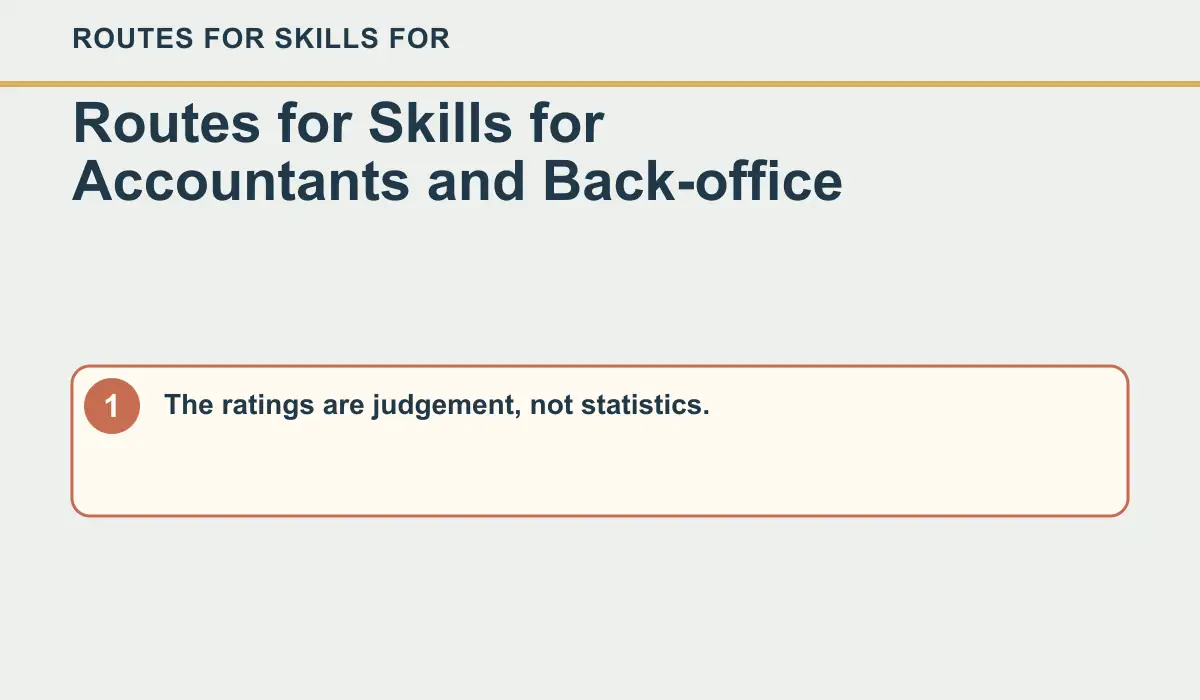 ROUTES FOR SKILLS FOR
Routes for Skills for
Accountants and Back-office
1 The ratings are judgement, not statistics.